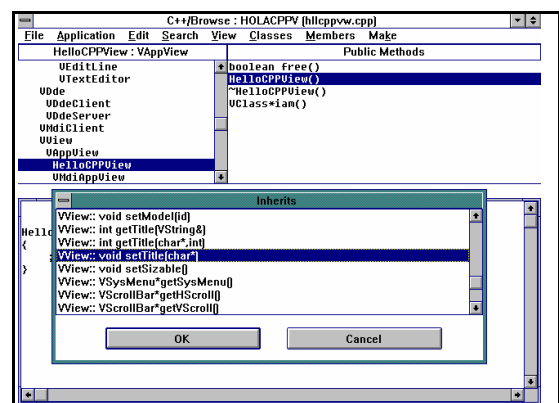 C++/Browse : HOLACPPV (hllcppvw.cpp)
File Application Edit Search View Classes Members Make
HelloCPPView : VAppView
Public Methods
VEditLine
VTextEditor
VDde
VDdeClient
VDdeServer
VMdiClient
VView
VAppView
HelloCPPView
VMdiAppView
boolean free()
HelloCPPView()
~HelloCPPView()
VClass*iam()
Hello
{
;
}
Inherits
VView:: void setModel(id)
VView:: int getTitle(VString&)
VView:: int getTitle(char*,int)
VView:: void setTitle(char*)
VView:: void setSizable()
VView:: VSysMenu*getSysMenu()
VView:: VScrollBar*getHScroll()
VView:: VScrollBar*getVScroll()
OK
Cancel